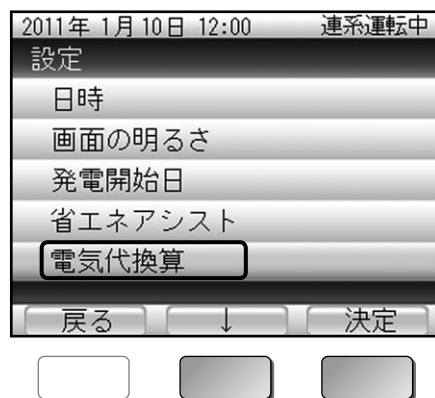 2011年 1月10日 12:00 連系運転中
設定
日時
画面の明るさ
発電開始日
省エネアシスト
電気代換算
戻る ↓ 決定